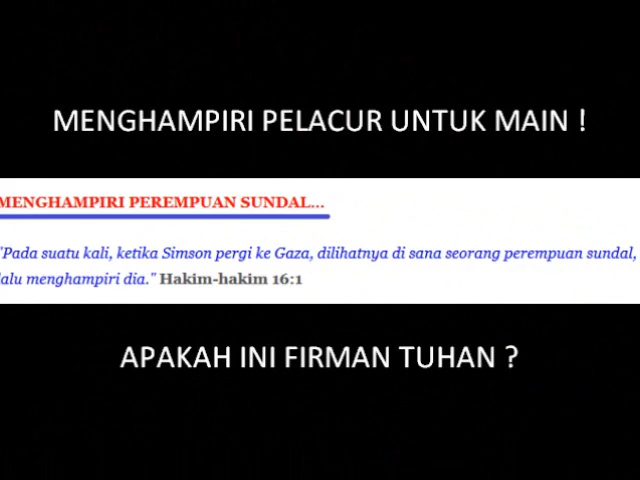 MENGHAMPIRI PELACUR UNTUK MAIN !
MENGHAMPIRI PEREMPUAN SUNDAL...
"Pada suatu kali, ketika Simson pergi ke Gaza, dilihatnya di sana seorang perempuan sundal,
lalu menghampiri dia." Hakim-hakim 16:1
APAKAH INI FIRMAN TUHAN ?